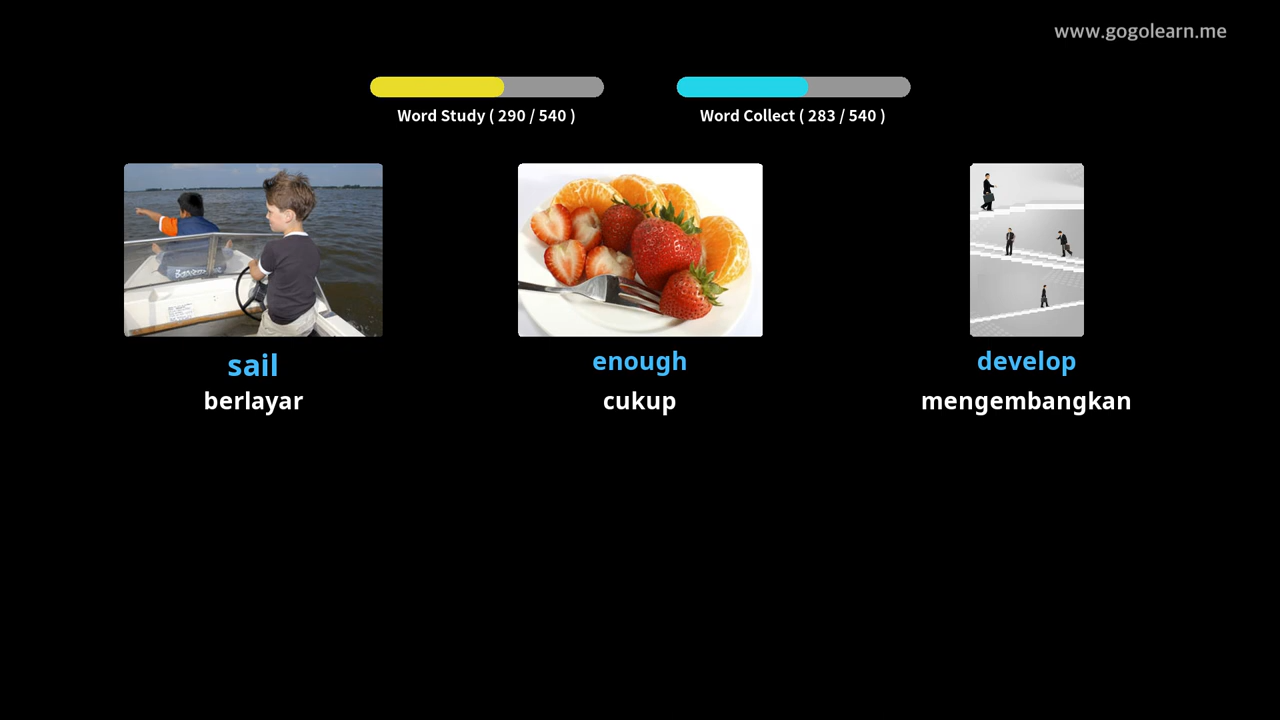 www.gogolearn.me
Word Study ( 290 / 540 )
Word Collect ( 283 / 540 )
sail
enough
develop
berlayar
cukup
mengembangkan